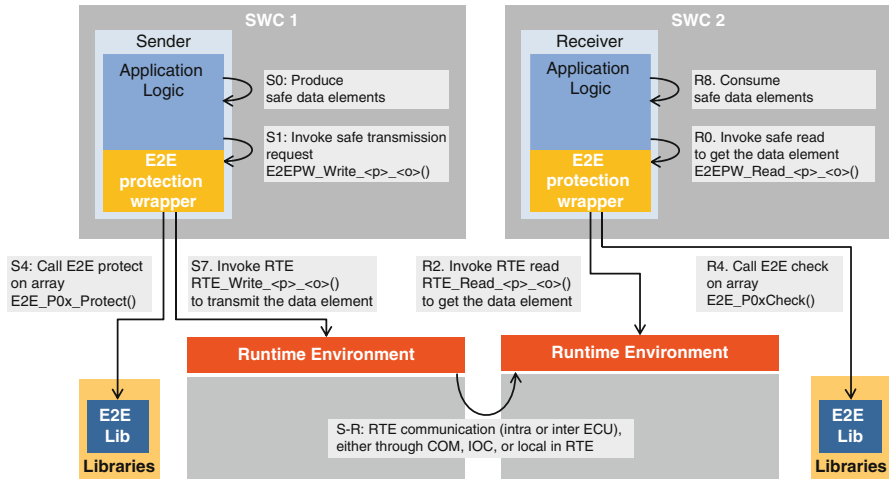 SWC 1
Sender
Application
Logic
S0: Produce
safe data elements
S1: Invoke safe transmission
request
E2EPW_Write_<p>_<o>()
E2E
protection
wrapper
SWC 2
Receiver
Application
Logic
R8. Consume
safe data elements
R0. Invoke safe read
to get the data element
E2EPW_Read_<p>_<o>()
E2E
protection
wrapper
S4: Call E2E protect
on array
E2E_P0x_Protect()
S7. Invoke RTE
RTE_Write_<p>_<o>()
to transmit the data element
R2. Invoke RTE read
RTE_Read_<p>_<o>()
to get the data element
R4. Call E2E check
on array
E2E_P0xCheck()
Runtime Environment
Runtime Environment
E2E
Lib
Libraries
S-R: RTE communication (intra or inter ECU),
either through COM, IOC, or local in RTE
E2E
Lib
Libraries